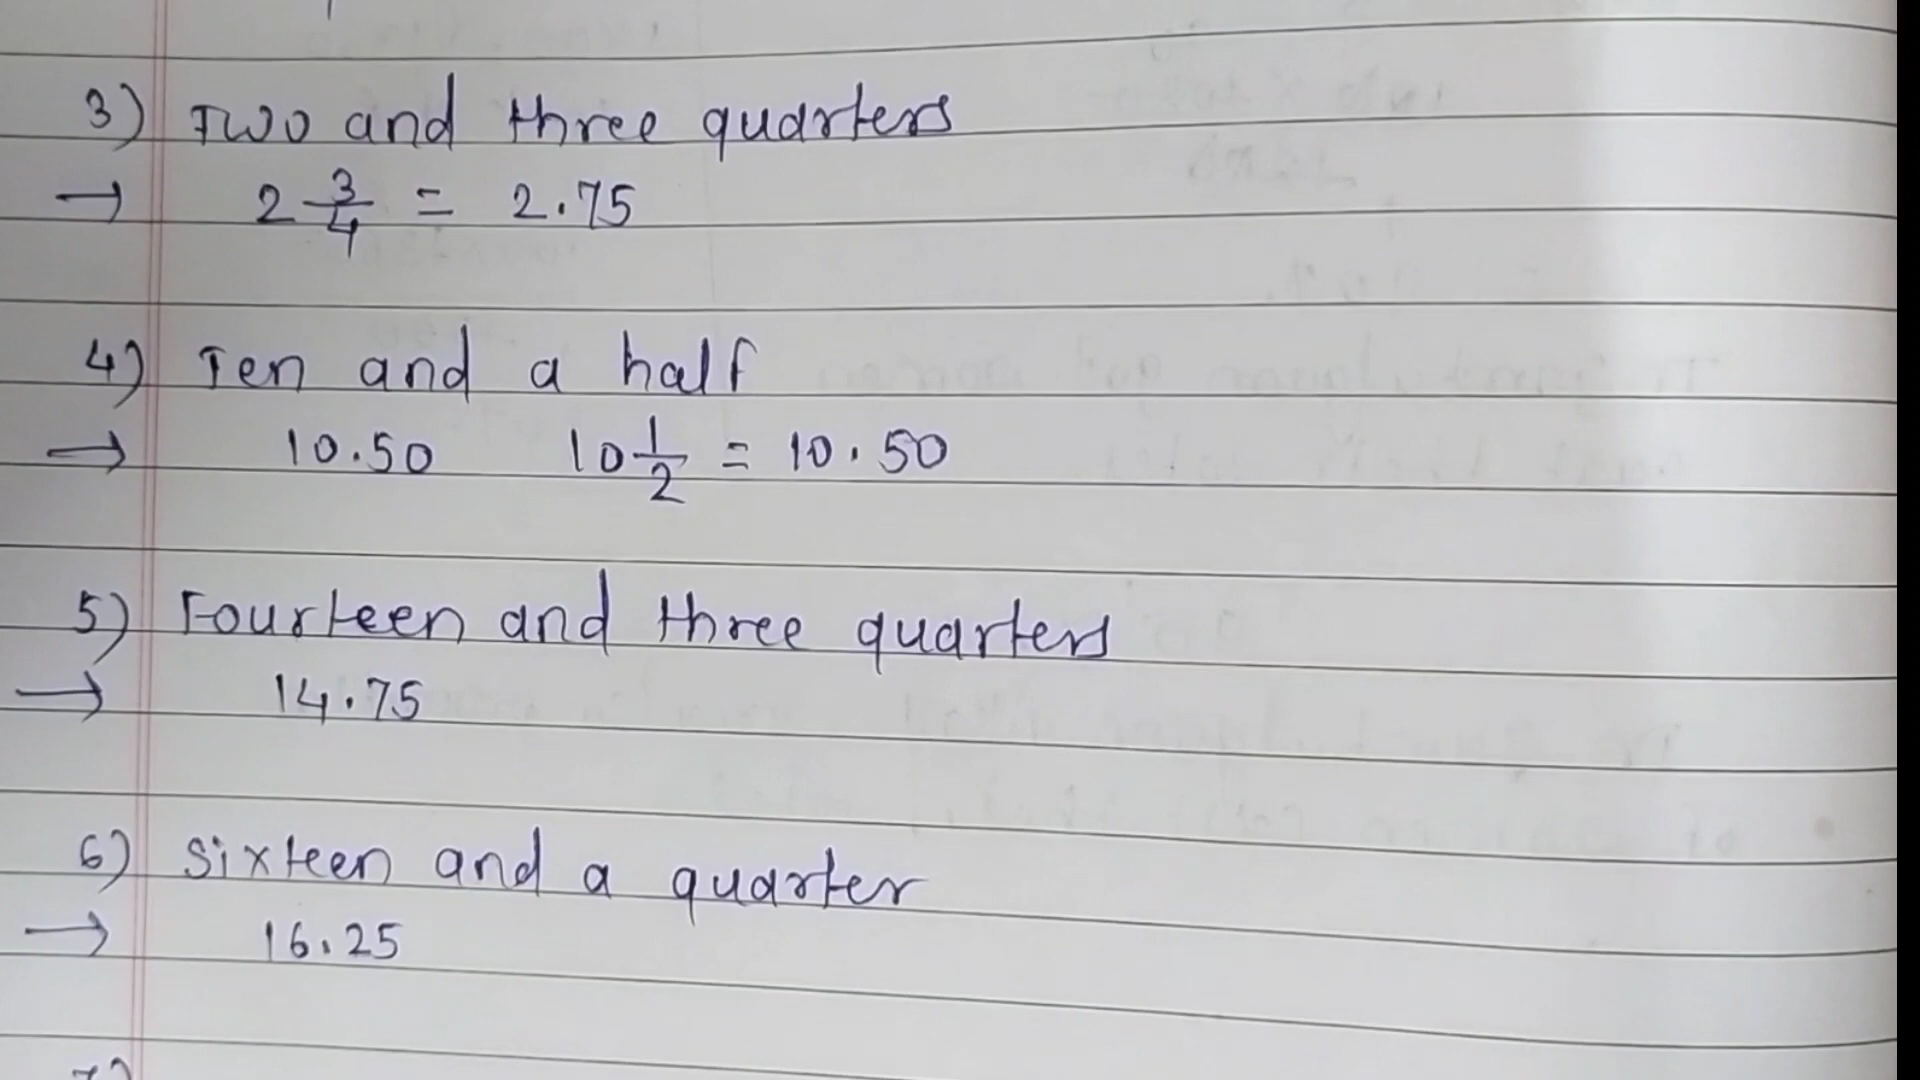 3) Two and three quarters
→ 2 3/4 = 2.75
4) Ten and a half
→ 10.50 10 1/2 = 10.50
5) Fourteen and three quarters
→ 14.75
6) Sixteen and a quarter
→ 16.25